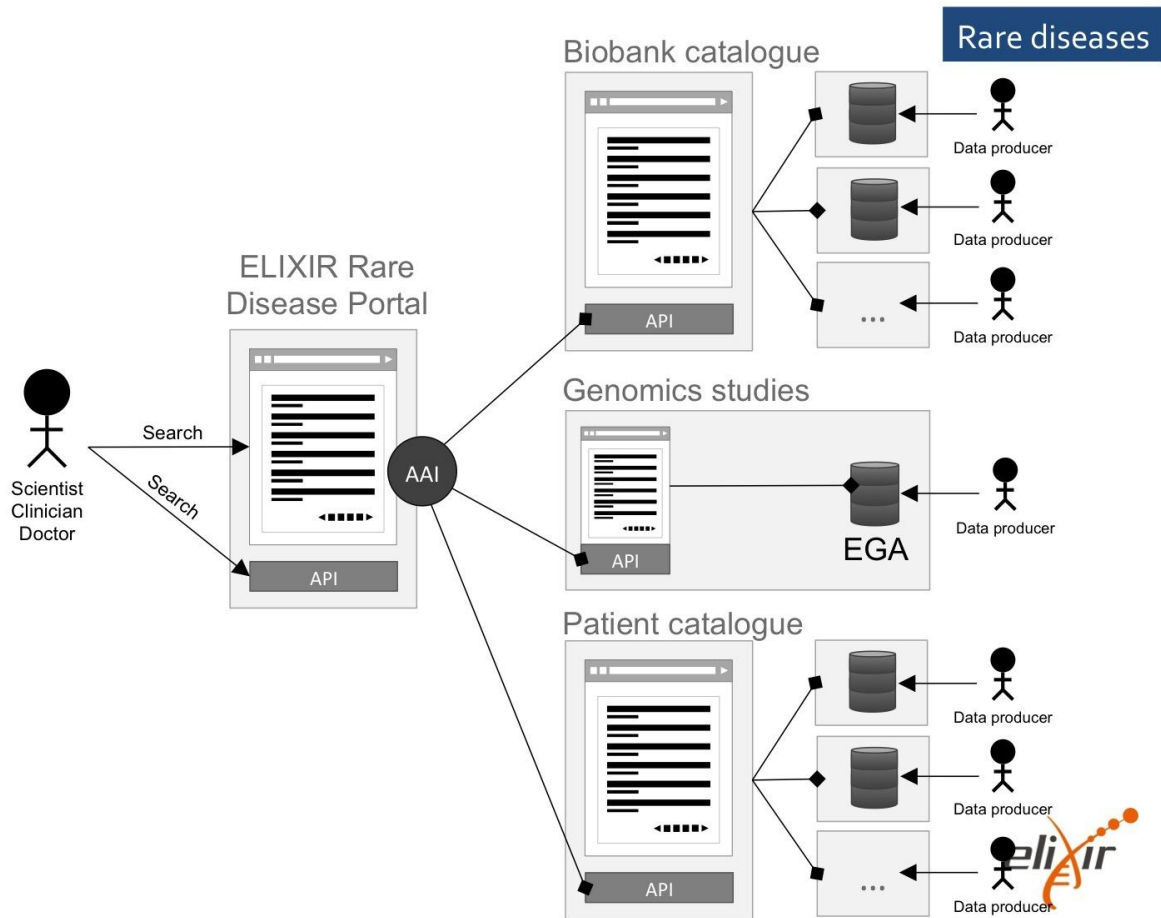 Rare diseases
Biobank catalogue
API
Data producer
Data producer
...
Data producer
ELIXIR Rare
Disease Portal
Search
Search
Scientist
Clinician
Doctor
API
AAI
Genomics studies
API
EGA
Data producer
Patient catalogue
API
Data producer
Data producer
...
Data producer
elixir